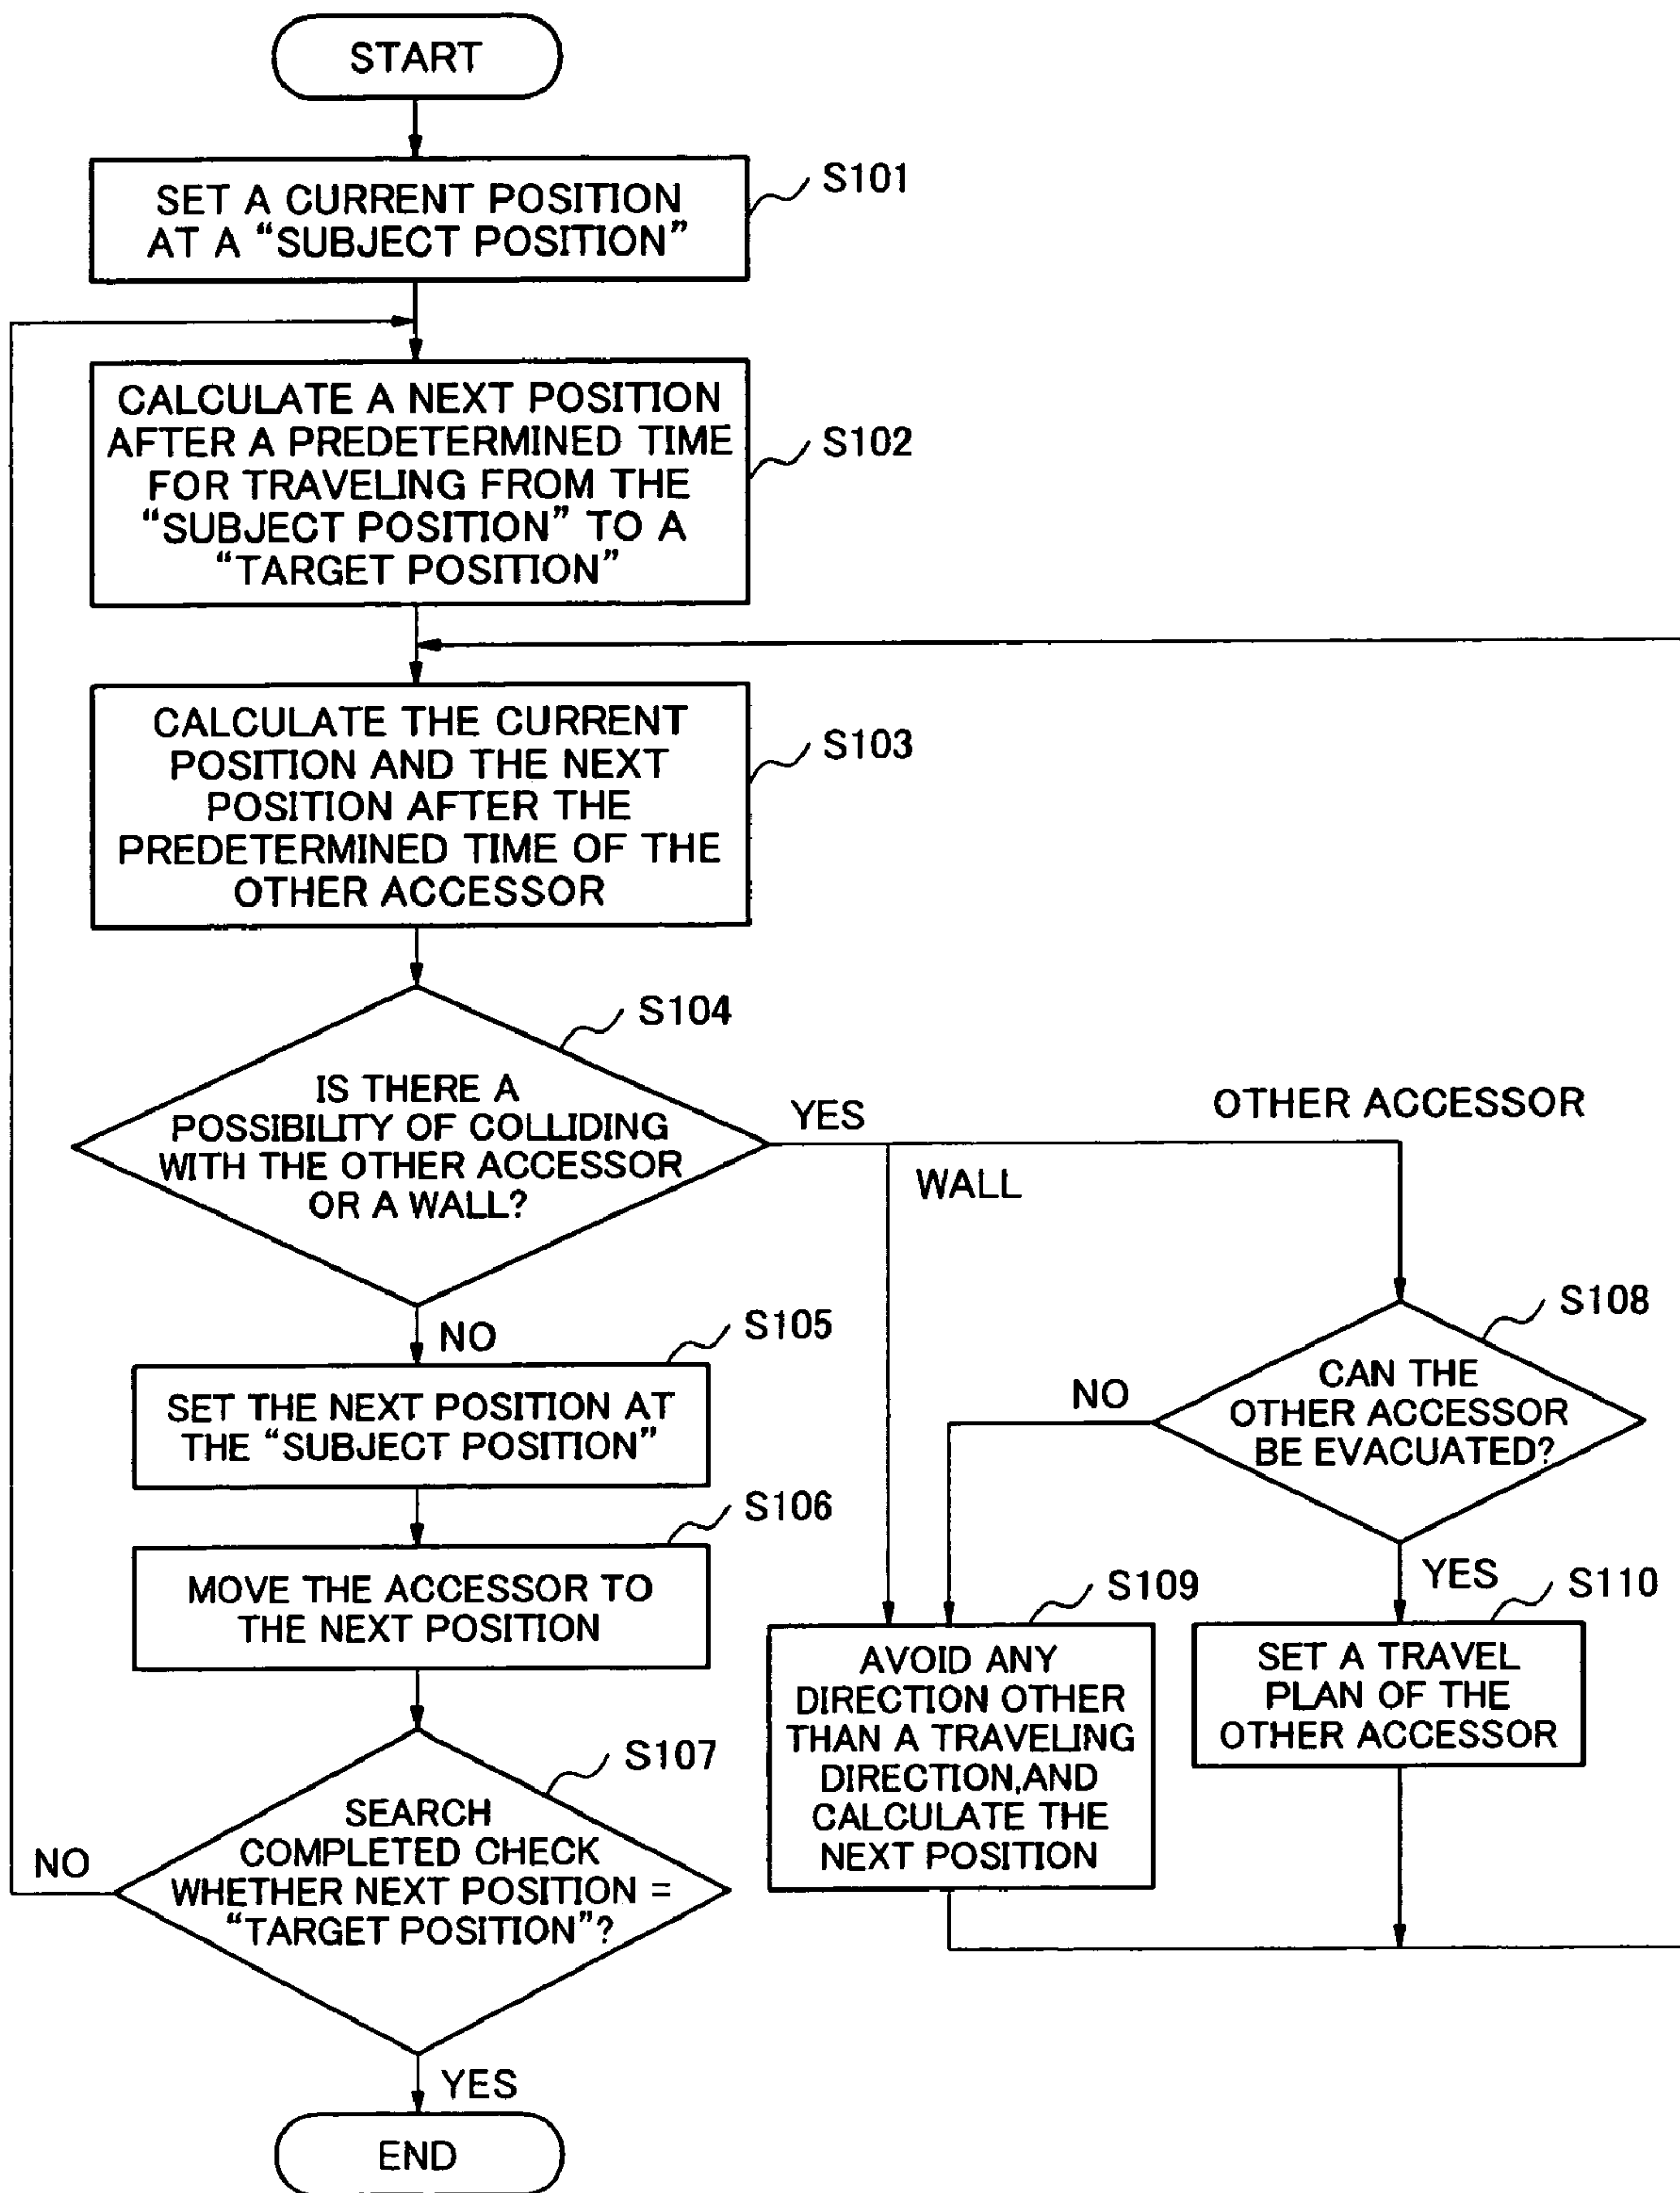 START
S101
SET A CURRENT POSITION
AT A “SUBJECT POSITION”
CALCULATE A NEXT POSITION
AFTER A PREDETERMINED TIME
FOR TRAVELING FROM THE
“SUBJECT POSITION” TO A
“TARGET POSITION”
S102
CALCULATE THE CURRENT
POSITION AND THE NEXT
POSITION AFTER THE
PREDETERMINED TIME OF THE
OTHER ACCESSOR
S103
S104
IS THERE A
POSSIBILITY OF COLLIDING
WITH THE OTHER ACCESSOR
OR A WALL?
YES
OTHER ACCESSOR
WALL
NO
S105
SET THE NEXT POSITION AT
THE “SUBJECT POSITION”
S106
MOVE THE ACCESSOR TO
THE NEXT POSITION
S107
SEARCH
COMPLETED CHECK
WHETHER NEXT POSITION =
“TARGET POSITION”?
NO
YES
END
S108
CAN THE
OTHER ACCESSOR
BE EVACUATED?
NO
YES
S109
AVOID ANY
DIRECTION OTHER
THAN A TRAVELING
DIRECTION,AND
CALCULATE THE
NEXT POSITION
S110
SET A TRAVEL
PLAN OF THE
OTHER ACCESSOR